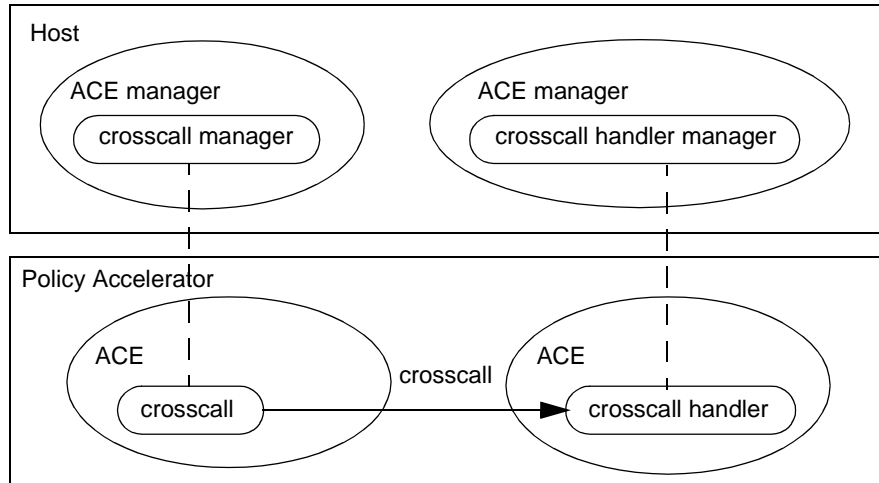 Host
ACE manager
crosscall manager
ACE manager
crosscall handler manager
Policy Accelerator
ACE
crosscall
crosscall
ACE
crosscall handler